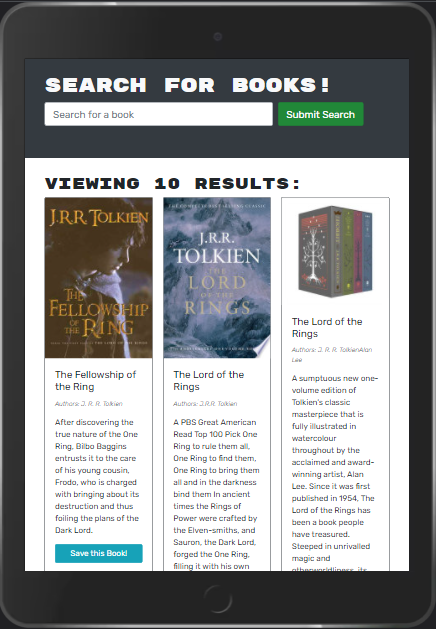 SEARCH FOR BOOKS!
Search for a book
Submit Search
VIEWING 10 RESULTS:
J.R.R. TOLKIEN
THE
FELLOWSHIP
OF THE
RING
The Fellowship of
the Ring
Authors: J. R. R. Tolkien
After discovering the
true nature of the One
Ring, Bilbo Baggins
entrusts it to the care
of his young cousin,
Frodo, who is charged
with bringing about its
destruction and thus
foiling the plans of the
Dark Lord.
Save this Book!
J.R.R.
TOLKIEN
THE
LORD
OF THE
RINGS
The Lord of the
Rings
Authors: J.R.R. Tolkien
A PBS Great American
Read Top 100 Pick One
Ring to rule them all,
One Ring to find them,
One Ring to bring them
all and in the darkness
bind them In ancient
times the Rings of
Power were crafted by
the Elven-smiths, and
Sauron, the Dark Lord,
forged the One Ring,
filling it with his own
The Lord of the
Rings
Authors: J. R. R. TolkienAlan
Lee
A sumptuous new one-
volume edition of
Tolkien's classic
masterpiece that is
fully illustrated in
watercolour
throughout by the
acclaimed and award-
winning artist, Alan
Lee. Since it was first
published in 1954, The
Lord of the Rings has
been a book people
have treasured.
Steeped in unrivalled
magic and
otherworldliness, its